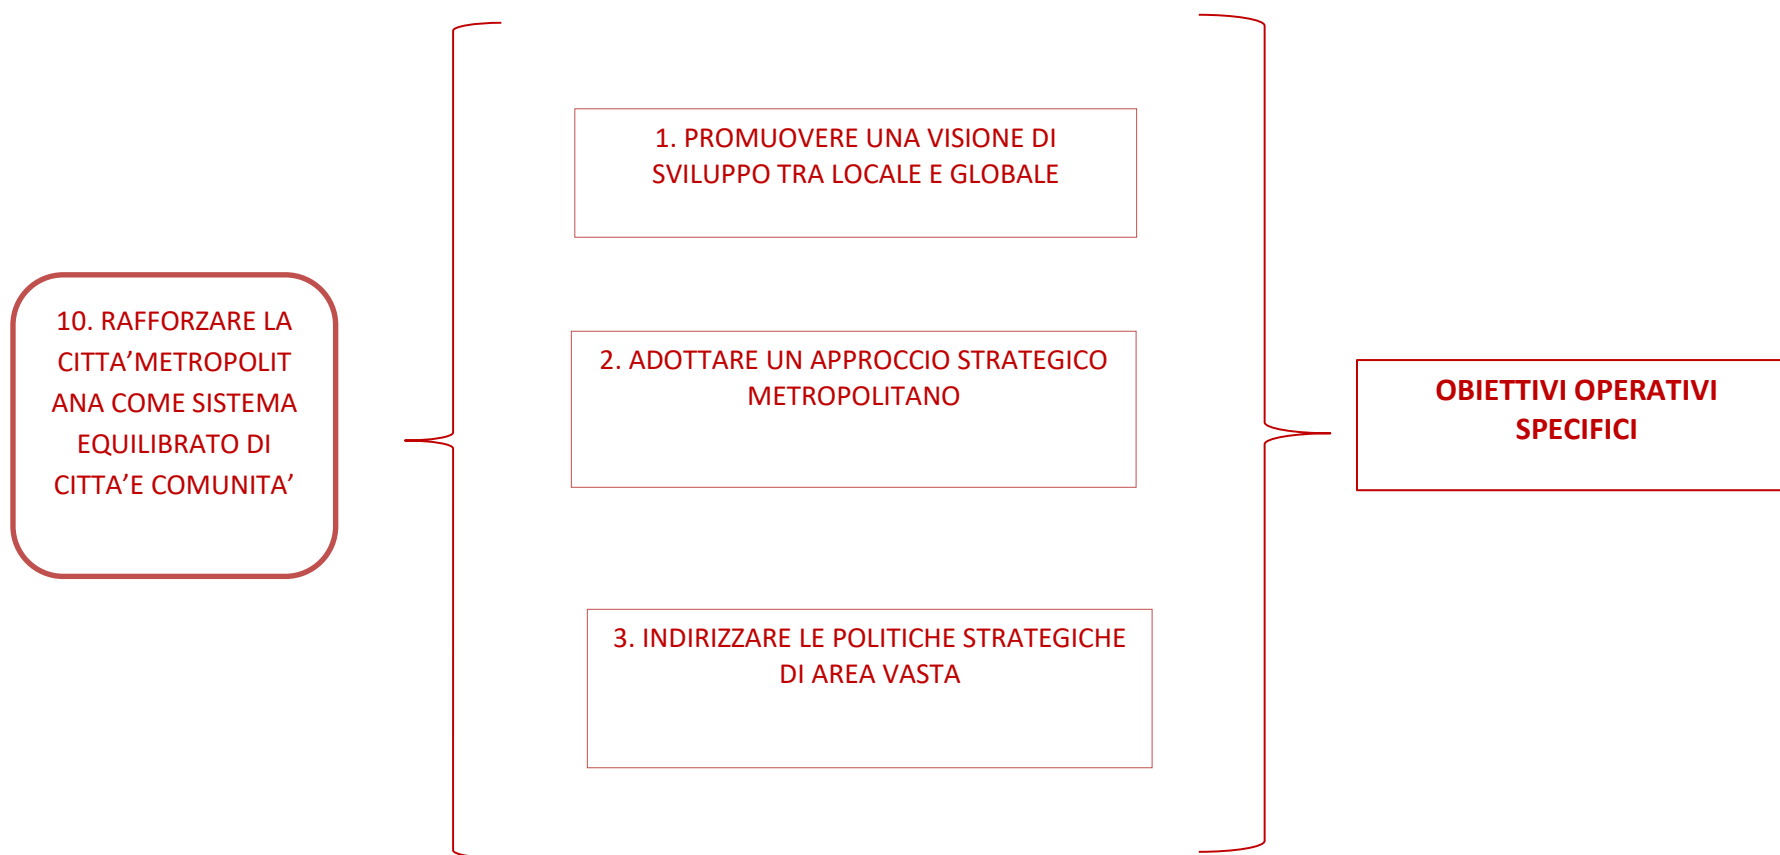 10. RAFFORZARE LA
CITTA’METROPOLIT
ANA COME SISTEMA
EQUILIBRATO DI
CITTA’E COMUNITA’
1. PROMUOVERE UNA VISIONE DI
SVILUPPO TRA LOCALE E GLOBALE
2. ADOTTARE UN APPROCCIO STRATEGICO
METROPOLITANO
3. INDIRIZZARE LE POLITICHE STRATEGICHE
DI AREA VASTA
OBIETTIVI OPERATIVI
SPECIFICI